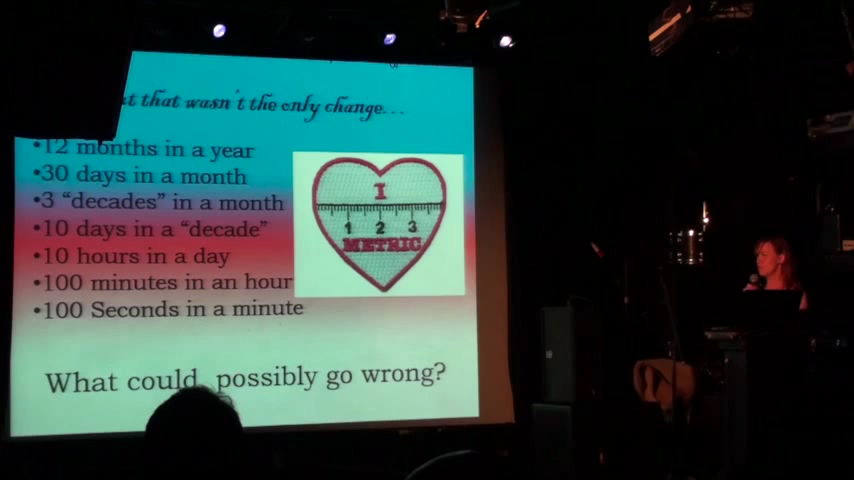 that wasn't the only change...
•12 months in a year
•30 days in a month
•3 "decades" in a month
•10 days in a "decade"
•10 hours in a day
•100 minutes in an hour
•100 Seconds in a minute
I
1 2 3
METRIC
What could possibly go wrong?